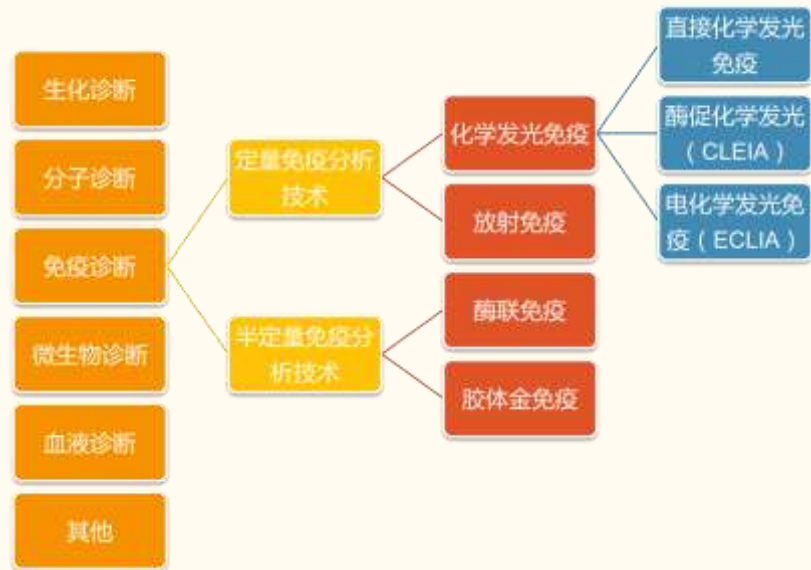 生化诊断
分子诊断
免疫诊断
微生物诊断
血液诊断
其他
定量免疫分析
技术
半定量免疫分
析技术
化学发光免疫
放射免疫
酶联免疫
胶体金免疫
直接化学发光
免疫
酶促化学发光
（CLEIA）
电化学发光免
疫（ECLIA）